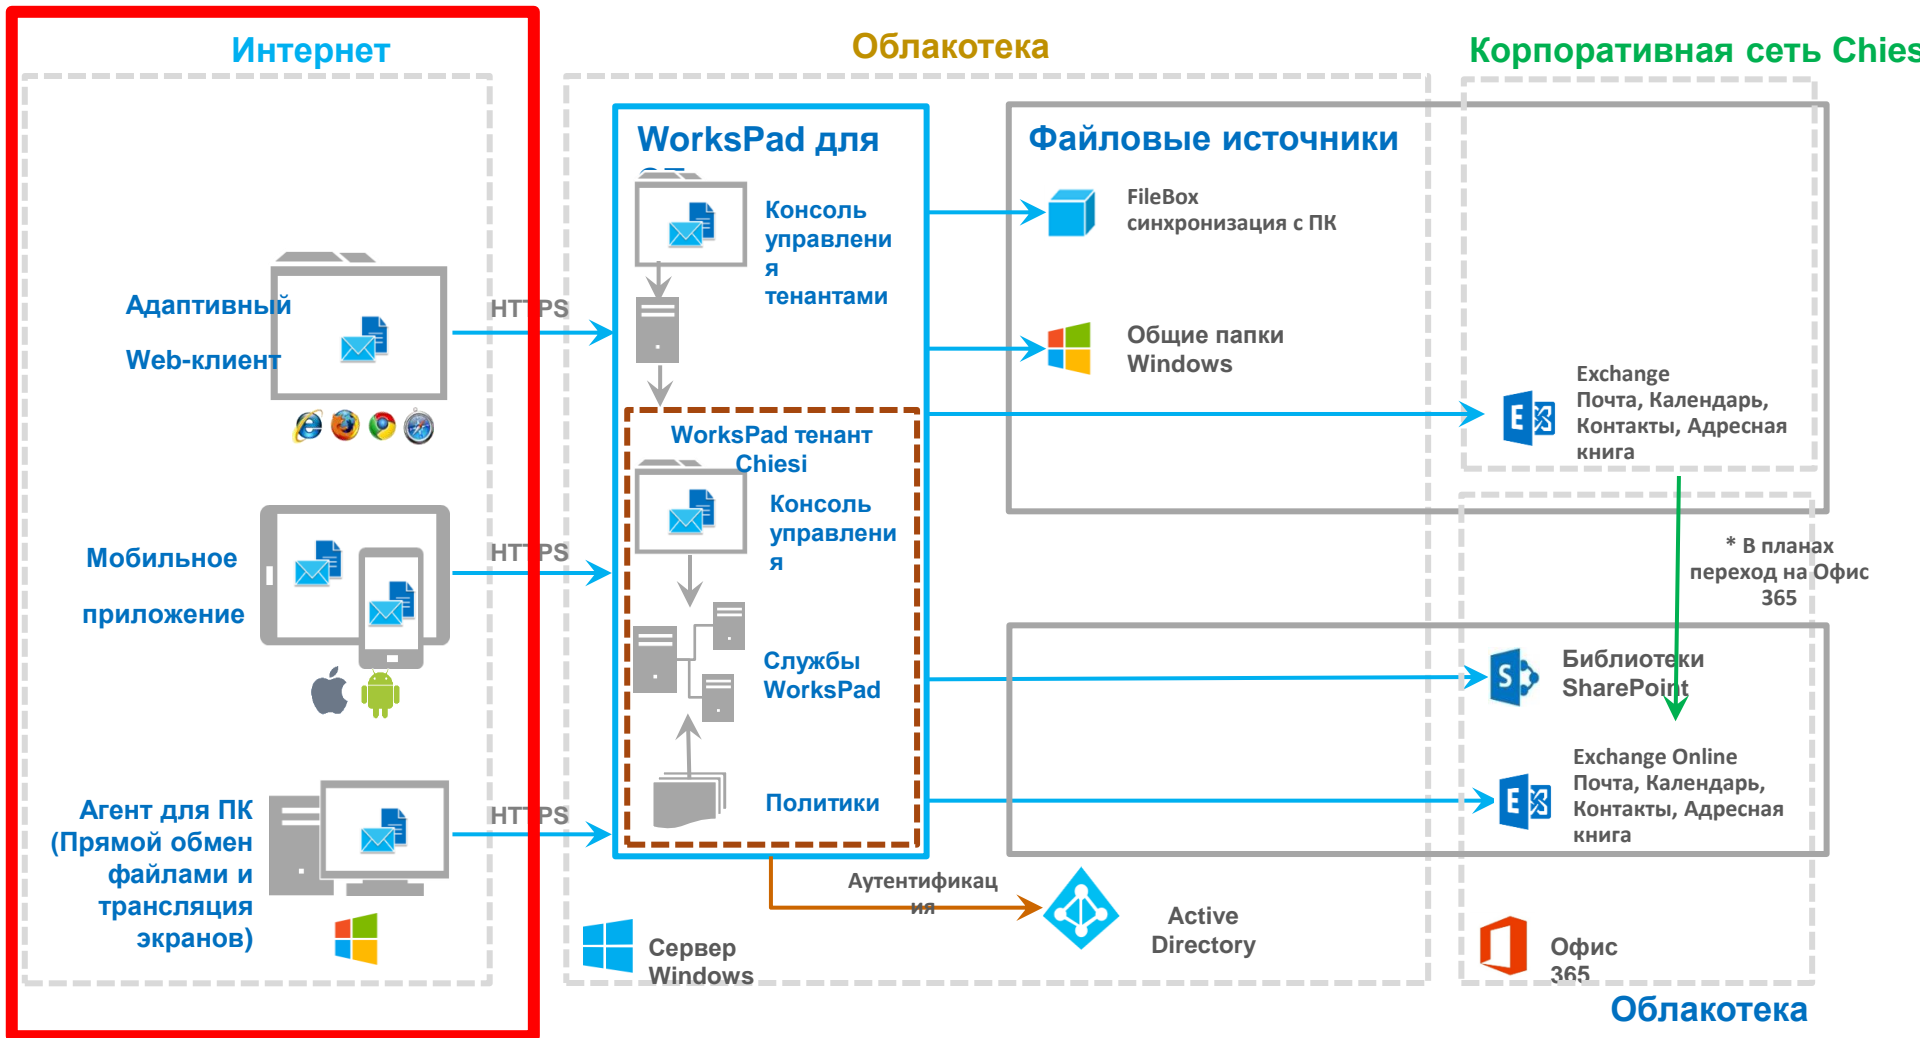 Интернет
Облакотека
Корпоративная сеть Chies
WorksPad для
Файловые источники
Консоль
управлени
я
тенантами
FileBox
синхронизация с ПК
Адаптивный
Web-клиент
HTTPS
Общие папки
Windows
Exchange
Почта, Календарь,
Контакты, Адресная
книга
WorksPad тенант
Chiesi
Консоль
управлени
я
Мобильное
приложение
HTTPS
* В планах
переход на Офис
365
Службы
WorksPad
Библиотеки
SharePoint
Политики
Exchange Online
Почта, Календарь,
Контакты, Адресная
книга
Агент для ПК
(Прямой обмен
файлами и
трансляция
экранов)
HTTPS
Аутентификац
ия
Active
Directory
Сервер
Windows
Офис
365
Облакотека